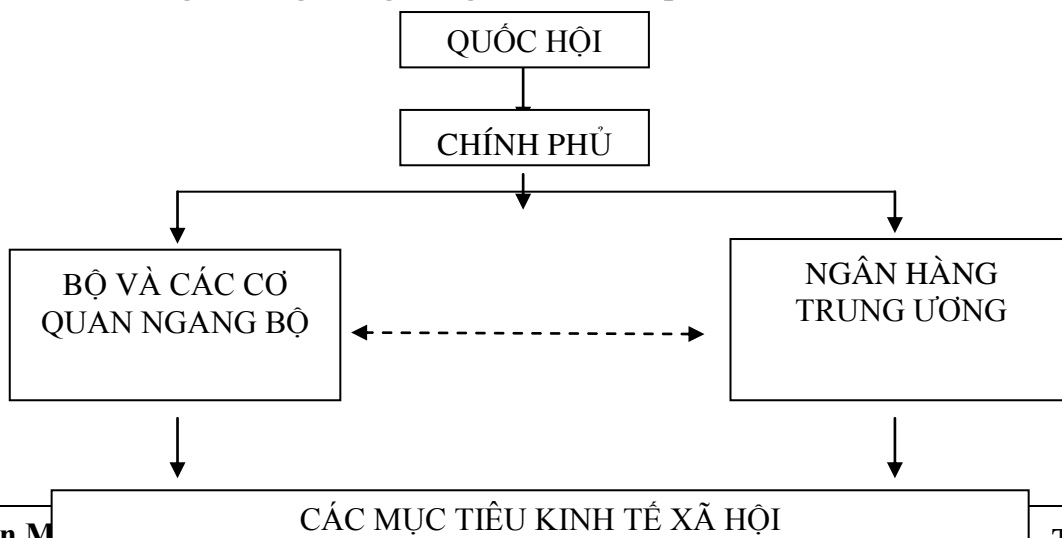 QUỐC HỘI
CHÍNH PHỦ
BỘ VÀ CÁC CƠ
QUAN NGANG BỘ
NGÂN HÀNG
TRUNG ƯƠNG
CÁC MỤC TIÊU KINH TẾ XÃ HỘI